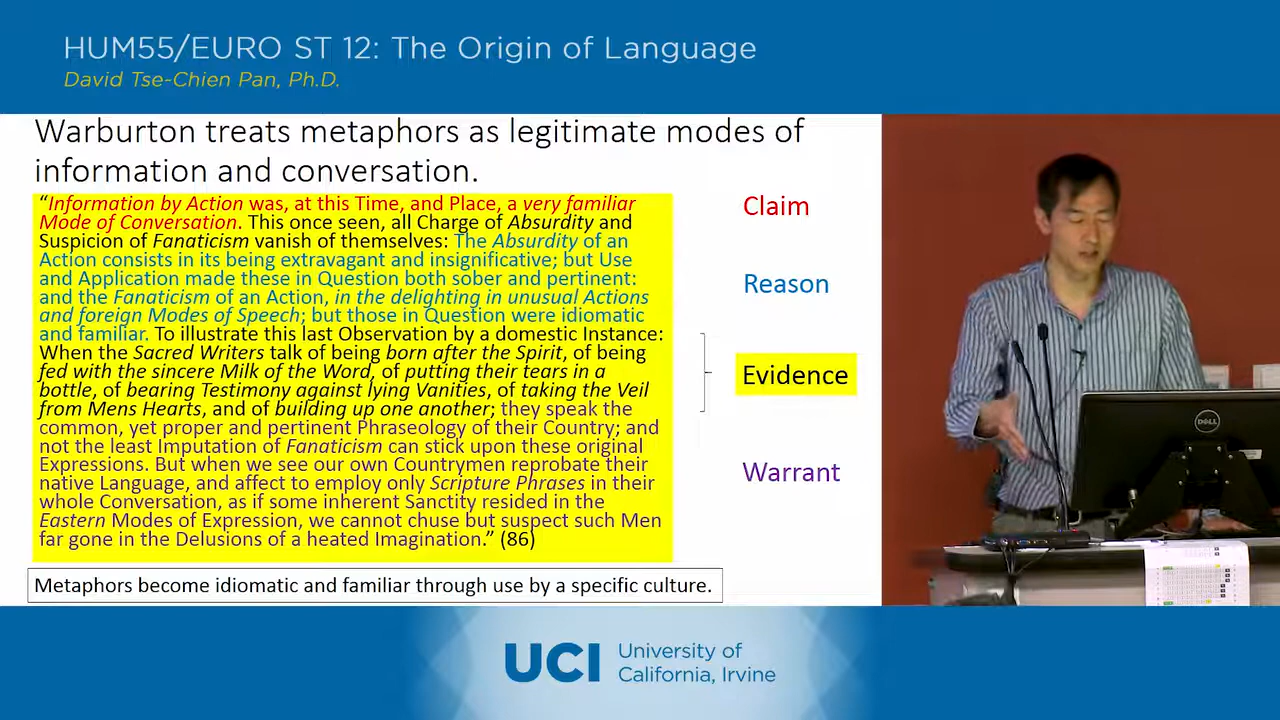 HUM55/EURO ST 12: The Origin of Language
David Tse-Chien Pan, Ph.D.
Warburton treats metaphors as legitimate modes of
information and conversation.
“Information by Action was, at this Time, and Place, a very familiar
Mode of Conversation. This once seen, all Charge of Absurdity and
Suspicion of Fanaticism vanish of themselves: The Absurdity of an
Action consists in its being extravagant and insignificative; but Use
and Application made these in Question both sober and pertinent:
and the Fanaticism of an Action, in the delighting in unusual Actions
and foreign Modes of Speech; but those in Question were idiomatic
and familiar. To illustrate this last Observation by a domestic Instance:
When the Sacred Writers talk of being born after the Spirit, of being
fed with the sincere Milk of the Word, of putting their tears in a
bottle, of bearing Testimony against lying Vanities, of taking the Veil
from Mens Hearts, and of building up one another; they speak the
common, yet proper and pertinent Phraseology of their Country; and
not the least Imputation of Fanaticism can stick upon these original
Expressions. But when we see our own Countrymen reprobate their
native Language, and affect to employ only Scripture Phrases in their
whole Conversation, as if some inherent Sanctity resided in the
Eastern Modes of Expression, we cannot chuse but suspect such Men
far gone in the Delusions of a heated Imagination.” (86)
Claim
Reason
Evidence
Warrant
Metaphors become idiomatic and familiar through use by a specific culture.
DELL
UCI
University of
California, Irvine